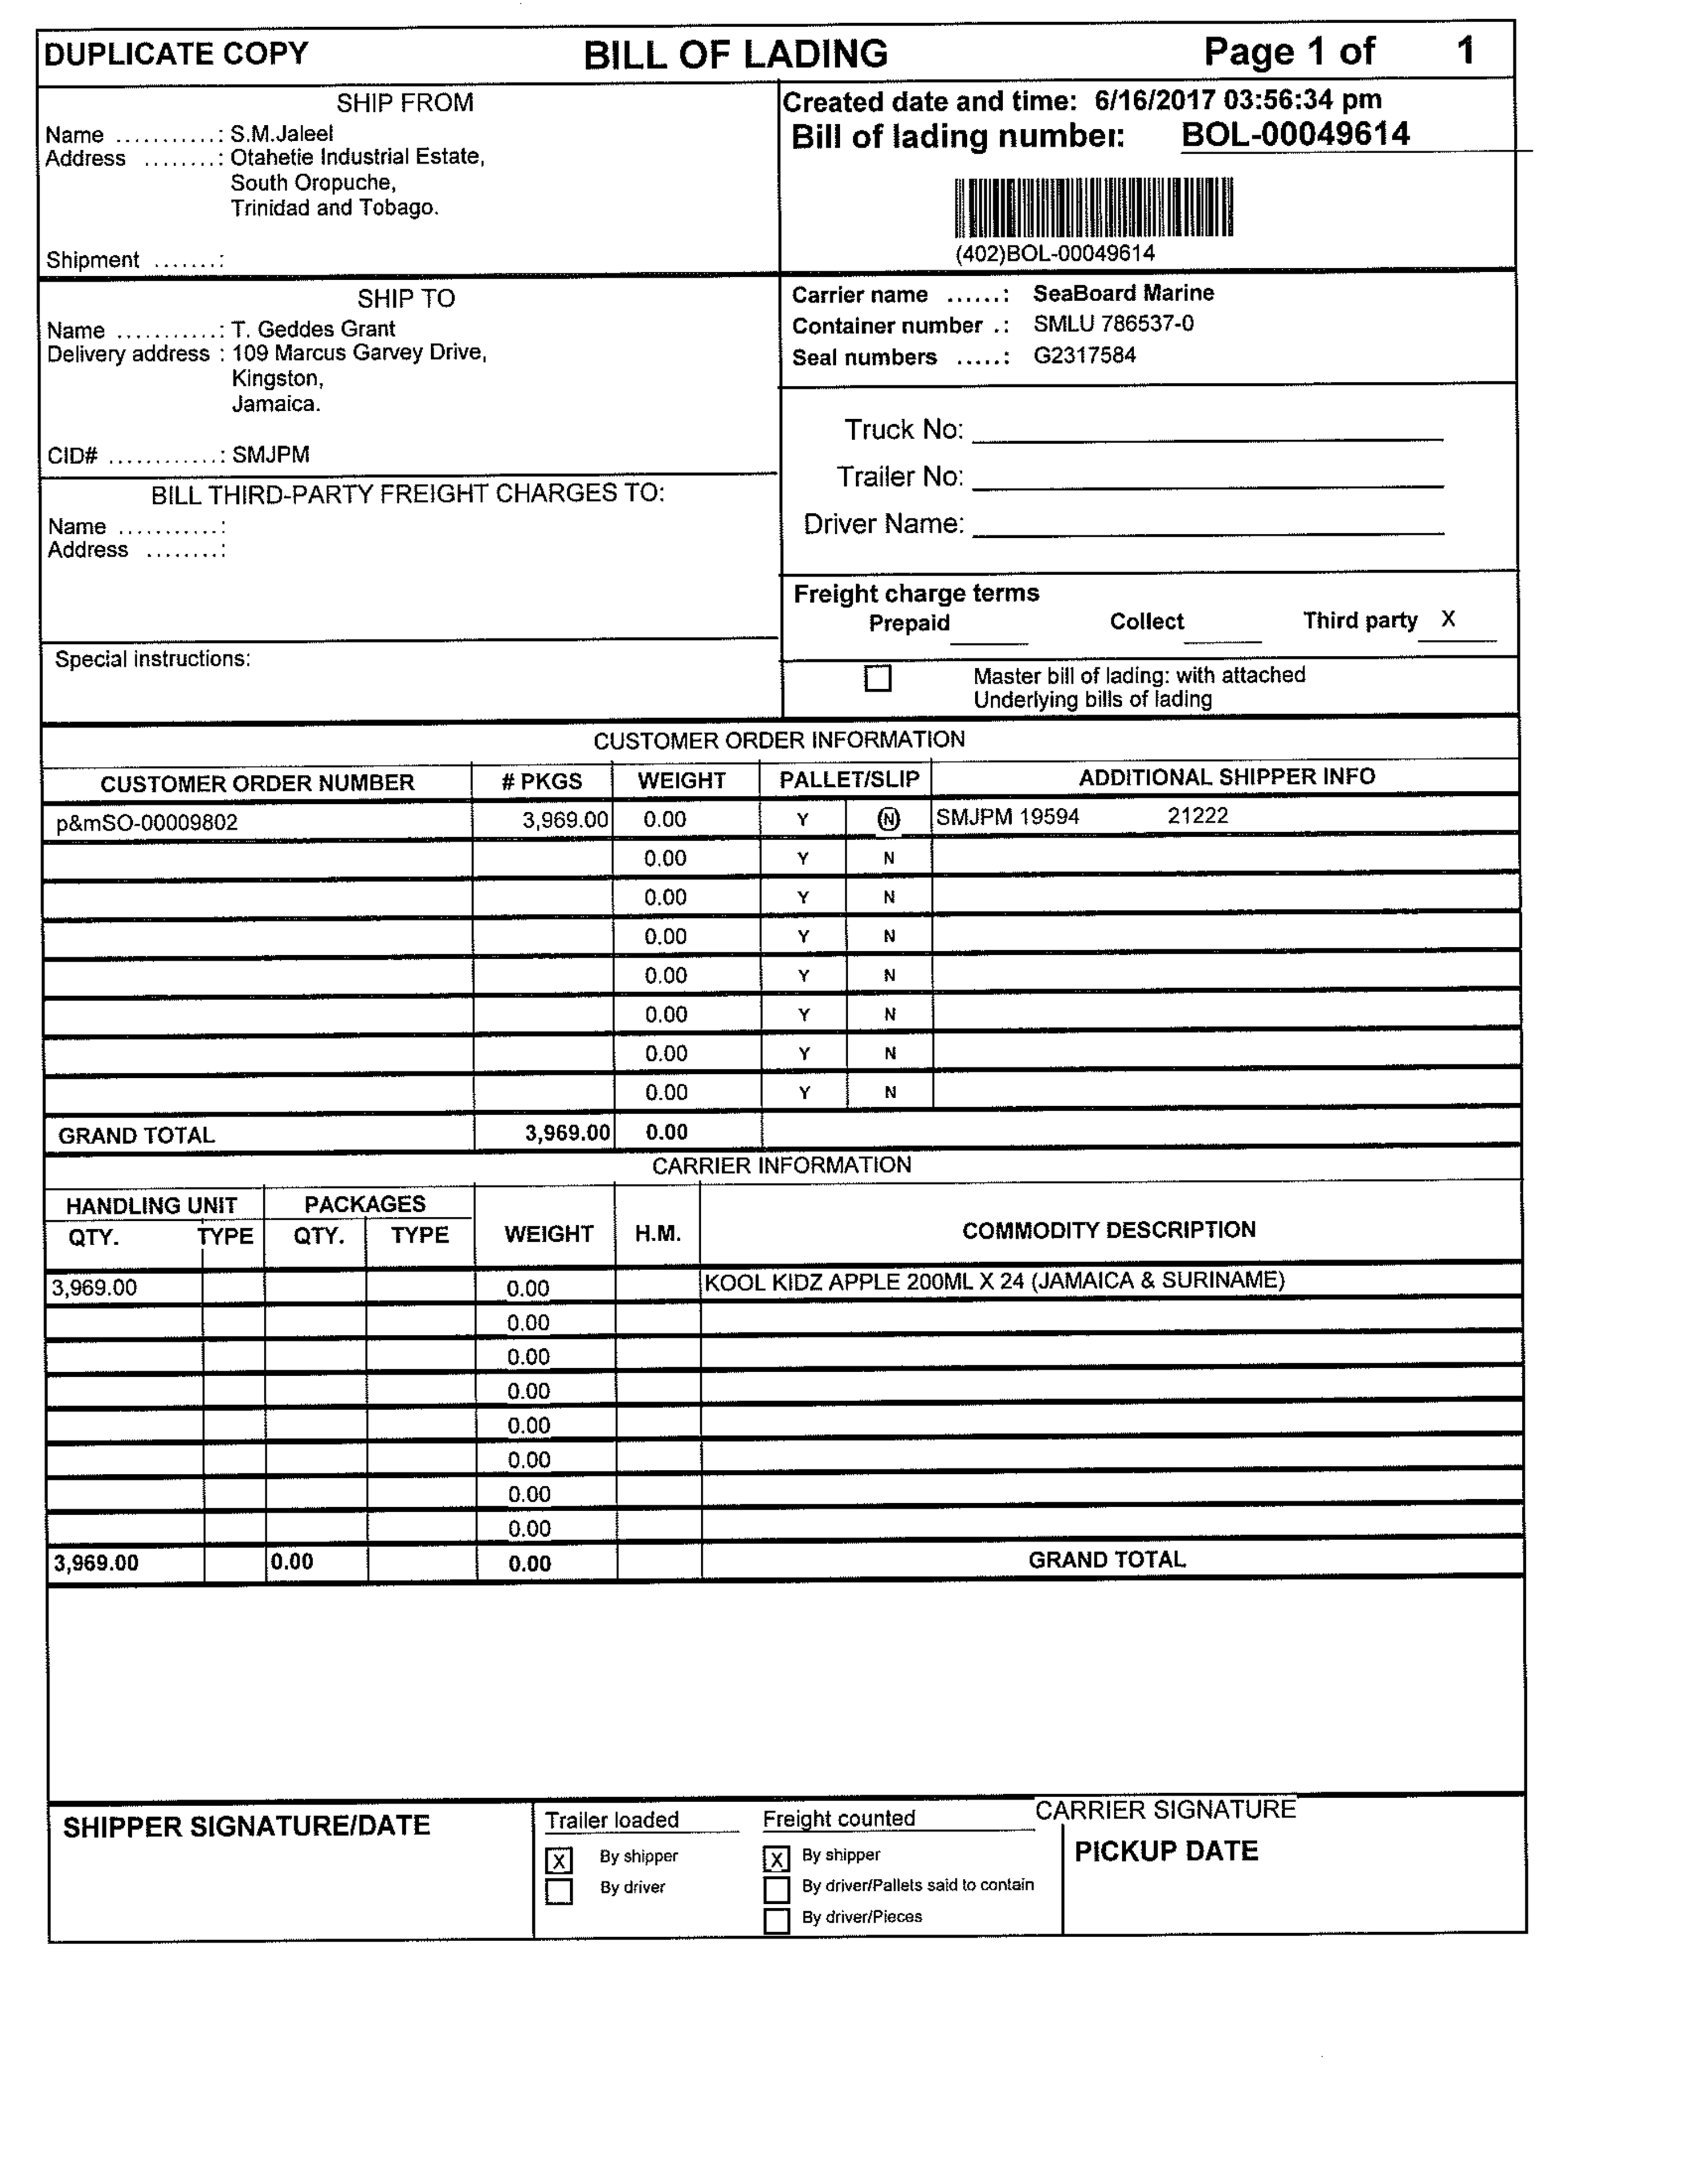 DUPLICATE COPY BILL OF LADING Page 1 of 1
SHIP FROM
Name ...........: S.M.Jaleel
Address ........: Otahetie Industrial Estate,
South Oropuche,
Trinidad and Tobago.
Shipment .......:
Created date and time: 6/16/2017 03:56:34 pm
Bill of lading number: BOL-00049614
(402)BOL-00049614
SHIP TO
Name ...........: T. Geddes Grant
Delivery address : 109 Marcus Garvey Drive,
Kingston,
Jamaica.
CID# ............: SMJPM
Carrier name ......: SeaBoard Marine
Container number .: SMLU 786537-0
Seal numbers .....: G2317584
Truck No:
Trailer No:
Driver Name:
BILL THIRD-PARTY FREIGHT CHARGES TO:
Name ...........:
Address ........:
Freight charge terms
Prepaid Collect Third party X
Special instructions:
Master bill of lading: with attached
Underlying bills of lading
CUSTOMER ORDER INFORMATION
CUSTOMER ORDER NUMBER # PKGS WEIGHT PALLET/SLIP ADDITIONAL SHIPPER INFO
p&mSO-00009802 3,969.00 0.00 Y N SMJPM 19594 21222
0.00 Y N
0.00 Y N
0.00 Y N
0.00 Y N
0.00 Y N
0.00 Y N
0.00 Y N
GRAND TOTAL 3,969.00 0.00
CARRIER INFORMATION
HANDLING UNIT PACKAGES
QTY. TYPE QTY. TYPE WEIGHT H.M. COMMODITY DESCRIPTION
3,969.00 0.00 KOOL KIDZ APPLE 200ML X 24 (JAMAICA & SURINAME)
0.00
0.00
0.00
0.00
0.00
0.00
0.00
3,969.00 0.00 0.00 GRAND TOTAL
SHIPPER SIGNATURE/DATE
Trailer loaded
X By shipper
By driver
Freight counted
X By shipper
By driver/Pallets said to contain
By driver/Pieces
CARRIER SIGNATURE
PICKUP DATE